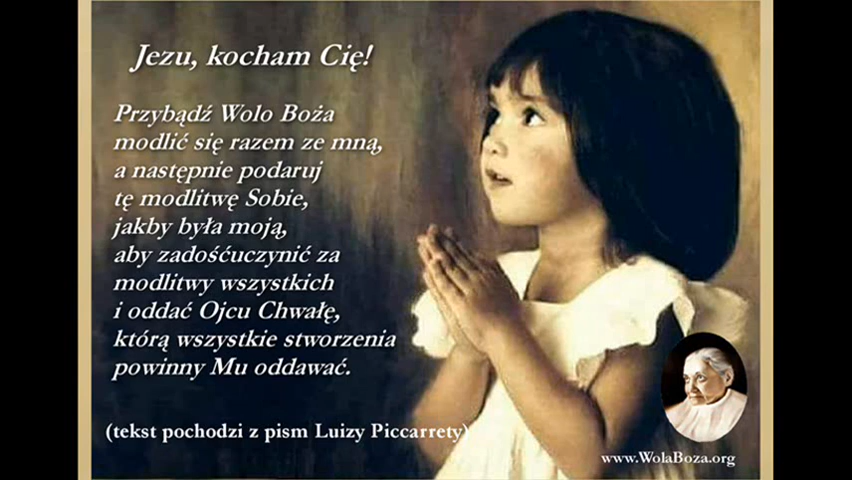 Jezu, kocham Cię!
Przybądź Wolo Boża
modlić się razem ze mną,
a następnie podaruj
tę modlitwę Sobie,
jakby była moją,
aby zadośćuczynić za
modlitwy wszystkich
i oddać Ojcu Chwałę,
którą wszystkie stworzenia
powinny Mu oddawać.
(tekst pochodzi z pism Luizy Piccarrety)
www.WolaBoza.org